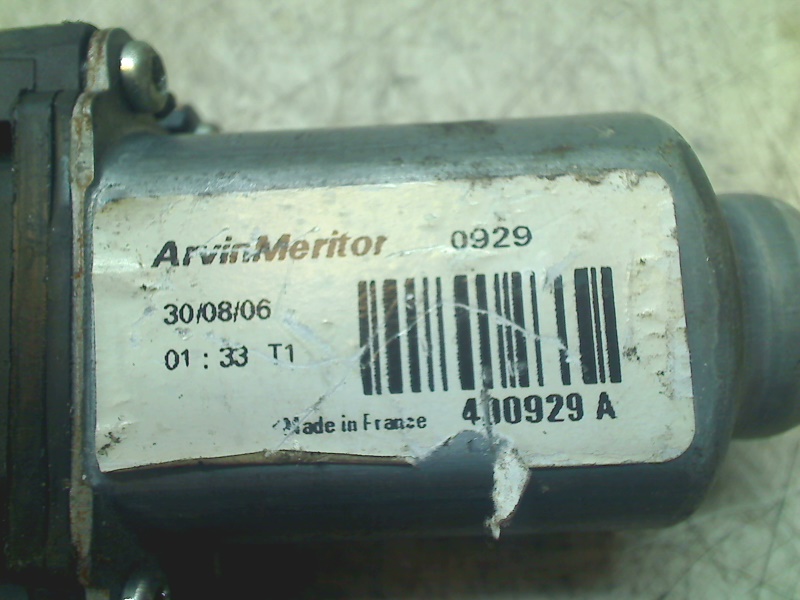 ArvinMeritor 0929
30/08/06
01 : 33 T1
Made in France
400929 A